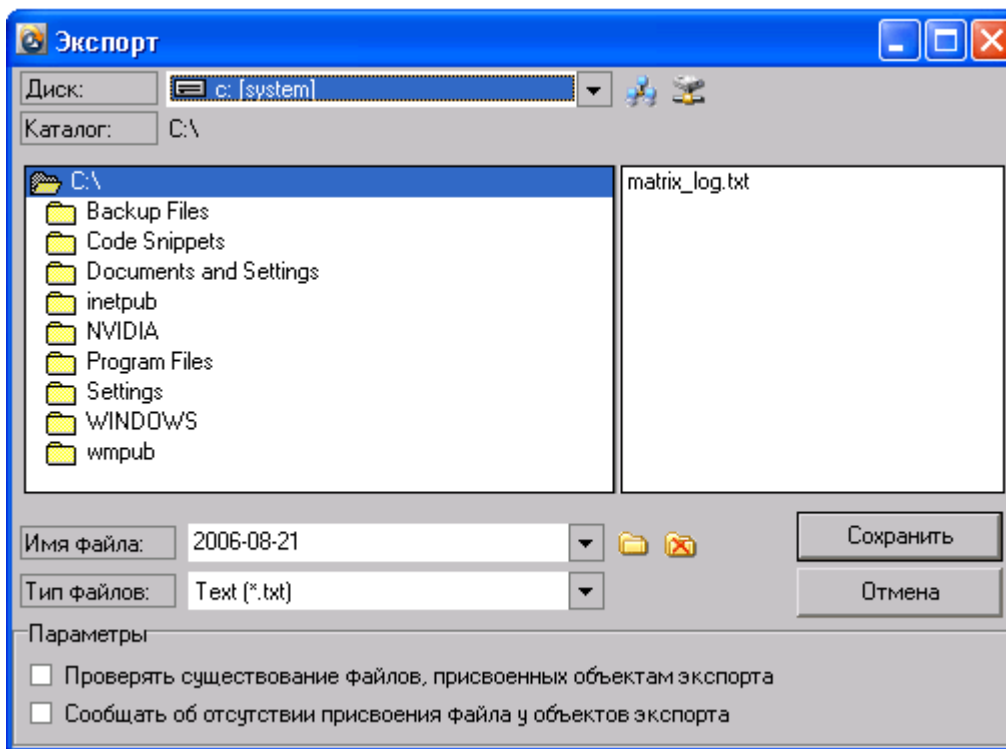 Экспорт
Диск: c: [system]
Каталог: C:\
C:\
Backup Files
Code Snippets
Documents and Settings
inetpub
NVIDIA
Program Files
Settings
WINDOWS
wmpub
matrix_log.txt
Имя файла: 2006-08-21
Сохранить
Тип файлов: Text (*.txt)
Отмена
Параметры
Проверять существование файлов, присвоенных объектам экспорта
Сообщать об отсутствии присвоения файла у объектов экспорта